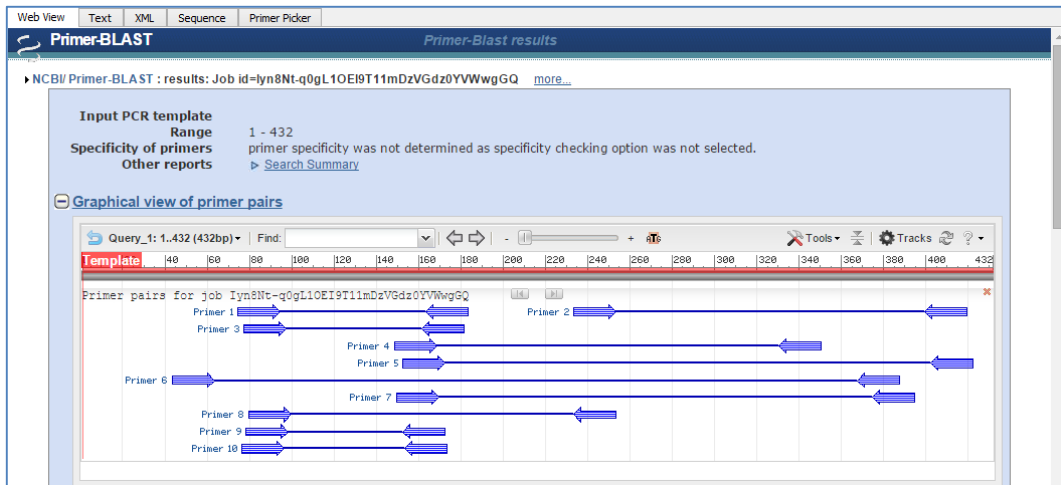 Web View Text XML Sequence Primer Picker
Primer-BLAST Primer-Blast results
NCBI/ Primer-BLAST : results: Job id=Iyn8Nt-q0gL1OEI9T11mDzVGdz0YVWwgGQ more...
Input PCR template
Range 1 - 432
Specificity of primers primer specificity was not determined as specificity checking option was not selected.
Other reports Search Summary
Graphical view of primer pairs
Query_1: 1..432 (432bp) Find: - + ATG Tools Tracks ?
Template 40 60 80 100 120 140 160 180 200 220 240 260 280 300 320 340 360 380 400 432
Primer pairs for job Iyn8Nt-q0gL1OEI9T11mDzVGdz0YVWwgGQ
Primer 1 Primer 2
Primer 3
Primer 4
Primer 5
Primer 6
Primer 7
Primer 8
Primer 9
Primer 10